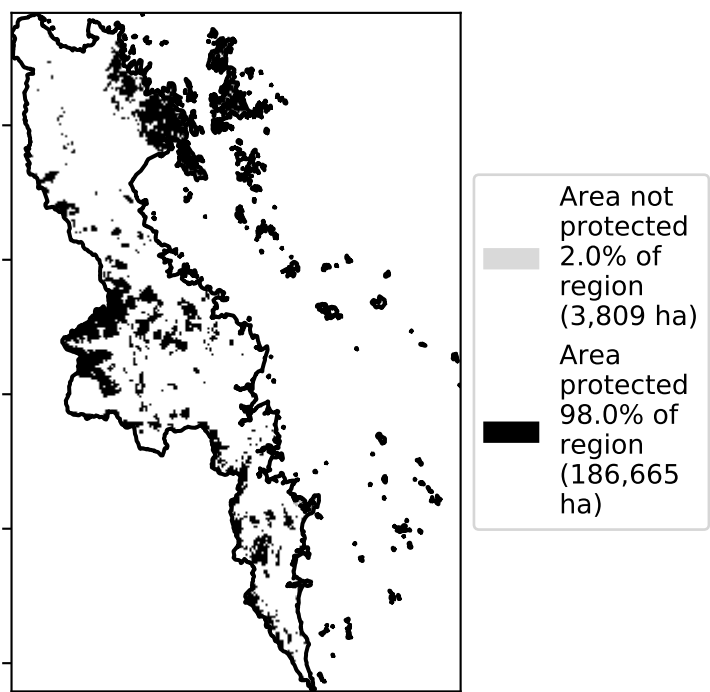 Area not
protected
2.0% of
region
(3,809 ha)
Area
protected
98.0% of
region
(186,665
ha)